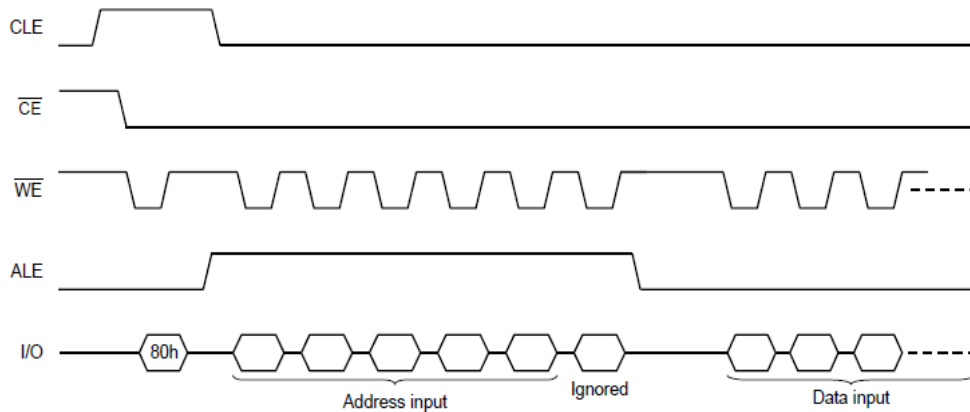 CLE
CE
WE
ALE
I/O
80h
Ignored
Address input
Data input